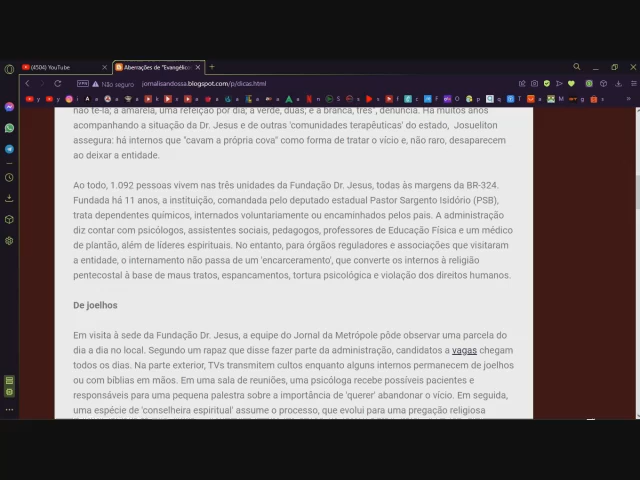 (4504) YouTube
Aberrações de "Evangélico
Não seguro
jornalisandossa.blogspot.com/p/dicas.html
não tê-la, a amarela, uma refeição por dia, a verde, duas, e a branca, três", denuncia. Há muitos anos
acompanhando a situação da Dr. Jesus e de outras 'comunidades terapêuticas' do estado, Josueliton
assegura: há internos que "cavam a própria cova" como forma de tratar o vício e, não raro, desaparecem
ao deixar a entidade.
Ao todo, 1.092 pessoas vivem nas três unidades da Fundação Dr. Jesus, todas às margens da BR-324.
Fundada há 11 anos, a instituição, comandada pelo deputado estadual Pastor Sargento Isidório (PSB),
trata dependentes químicos, internados voluntariamente ou encaminhados pelos pais. A administração
diz contar com psicólogos, assistentes sociais, pedagogos, professores de Educação Física e um médico
de plantão, além de líderes espirituais. No entanto, para órgãos reguladores e associações que visitaram
a entidade, o internamento não passa de um 'encarceramento', que converte os internos à religião
pentecostal à base de maus tratos, espancamentos, tortura psicológica e violação dos direitos humanos.
De joelhos
Em visita à sede da Fundação Dr. Jesus, a equipe do Jornal da Metrópole pôde observar uma parcela do
dia a dia no local. Segundo um rapaz que disse fazer parte da administração, candidatos a vagas chegam
todos os dias. Na parte exterior, TVs transmitem cultos enquanto alguns internos permanecem de joelhos
ou com bíblias em mãos. Em uma sala de reuniões, uma psicóloga recebe possíveis pacientes e
responsáveis para uma pequena palestra sobre a importância de 'querer' abandonar o vício. Em seguida,
uma espécie de 'conselheira espiritual' assume o processo, que evolui para uma pregação religiosa